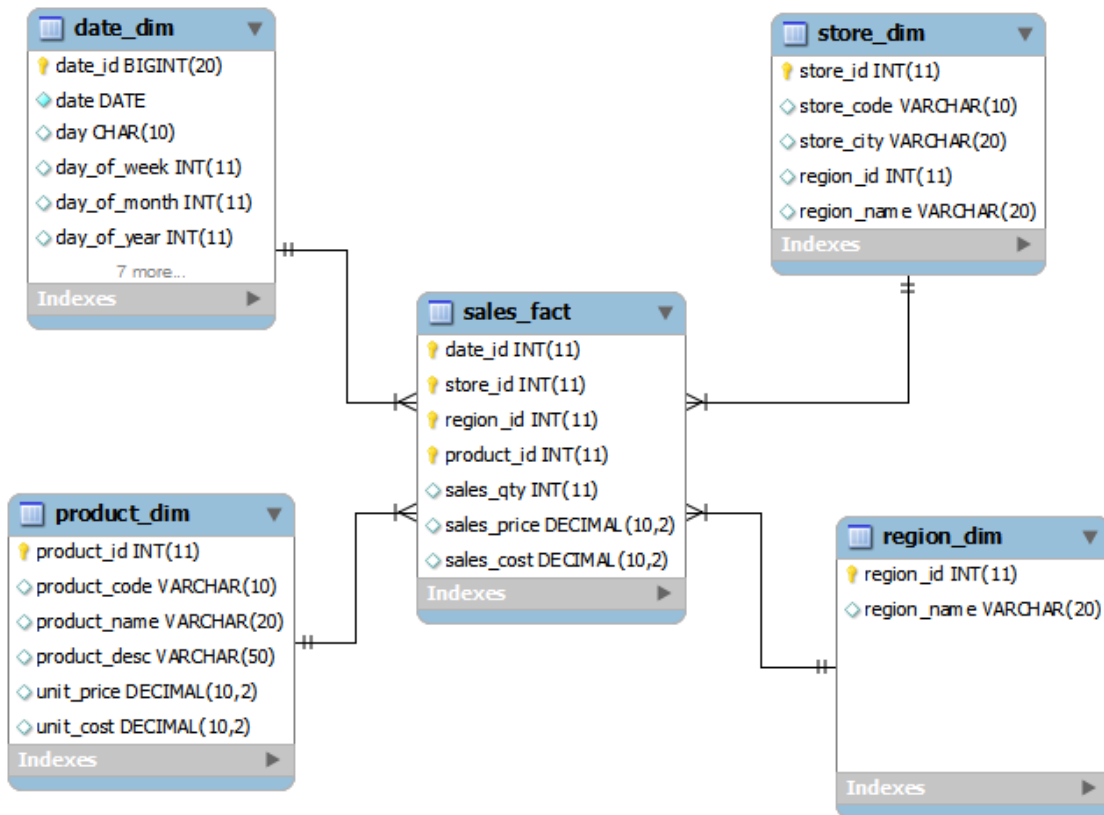 date_dim
date_id BIGINT(20)
date DATE
day CHAR(10)
day_of_week INT(11)
day_of_month INT(11)
day_of_year INT(11)
7 more...
Indexes
store_dim
store_id INT(11)
store_code VARCHAR(10)
store_city VARCHAR(20)
region_id INT(11)
region_name VARCHAR(20)
Indexes
sales_fact
date_id INT(11)
store_id INT(11)
region_id INT(11)
product_id INT(11)
sales_qty INT(11)
sales_price DECIMAL(10,2)
sales_cost DECIMAL(10,2)
Indexes
product_dim
product_id INT(11)
product_code VARCHAR(10)
product_name VARCHAR(20)
product_desc VARCHAR(50)
unit_price DECIMAL(10,2)
unit_cost DECIMAL(10,2)
Indexes
region_dim
region_id INT(11)
region_name VARCHAR(20)
Indexes